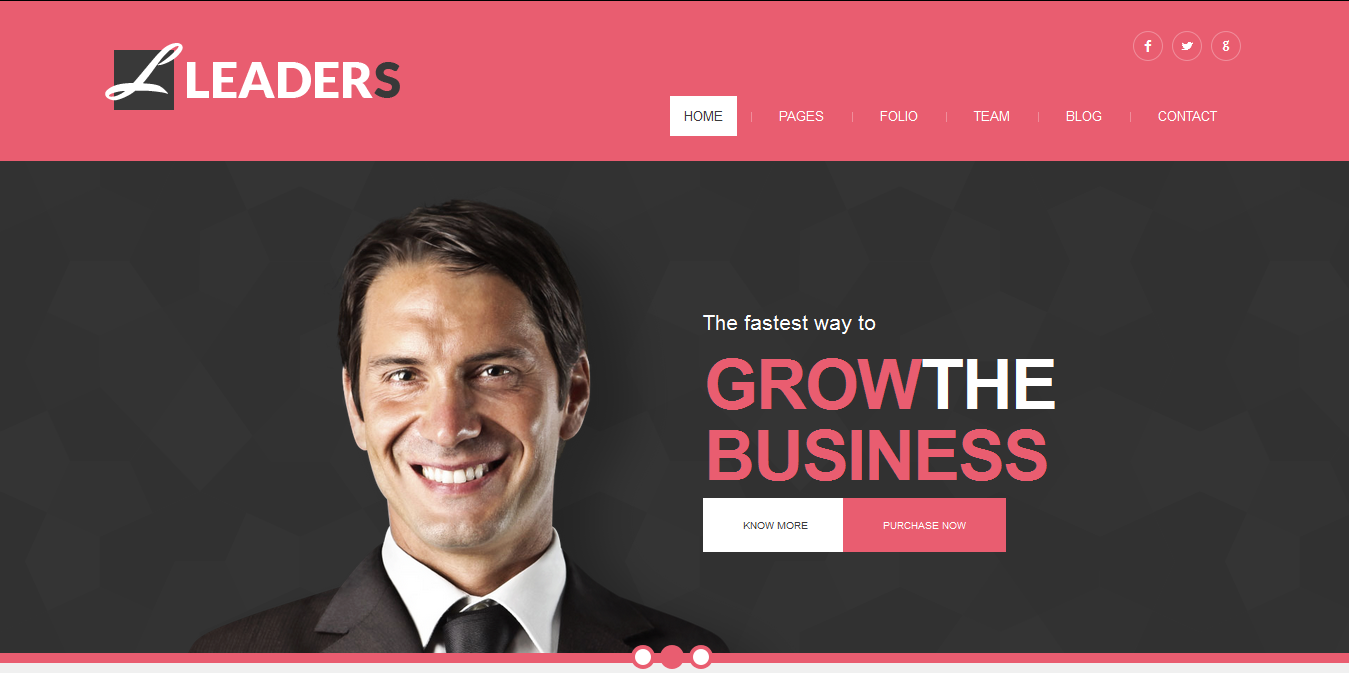 L LEADERS
HOME PAGES FOLIO TEAM BLOG CONTACT
The fastest way to
GROWTHE
BUSINESS
KNOW MORE PURCHASE NOW